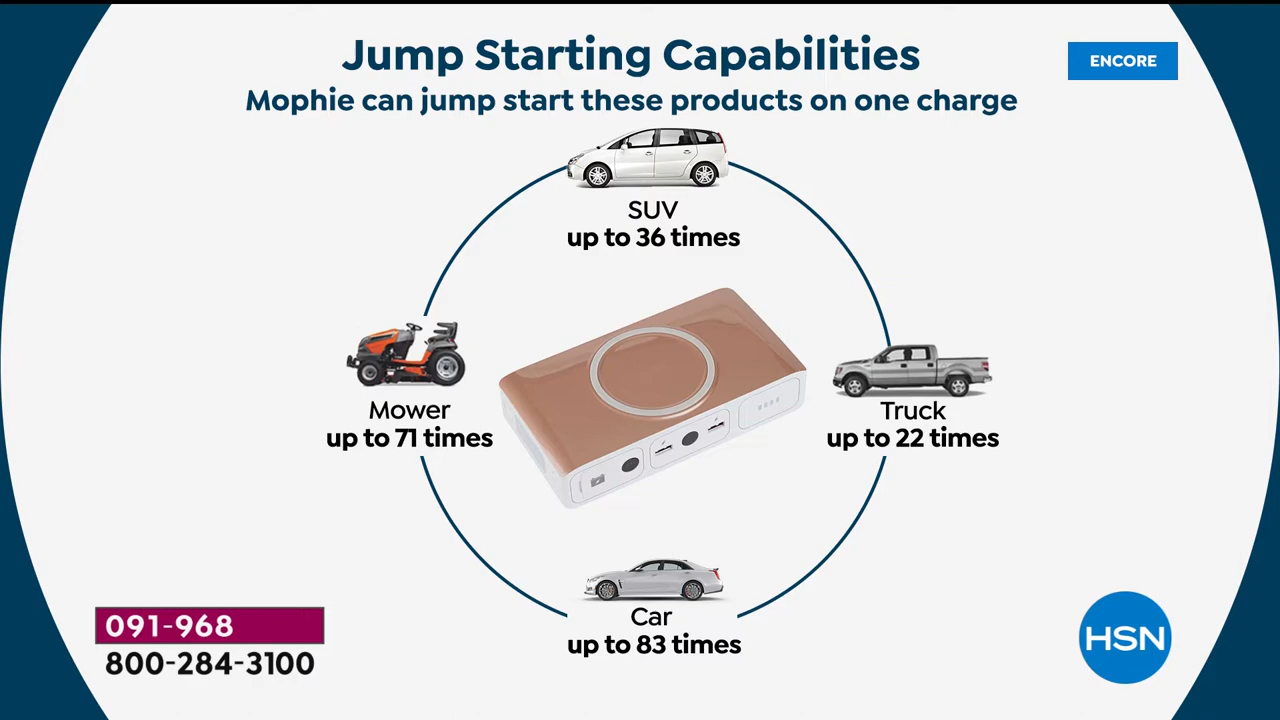 Jump Starting Capabilities
ENCORE
Mophie can jump start these products on one charge
SUV
up to 36 times
Mower
up to 71 times
Truck
up to 22 times
Car
up to 83 times
091-968
800-284-3100
HSN